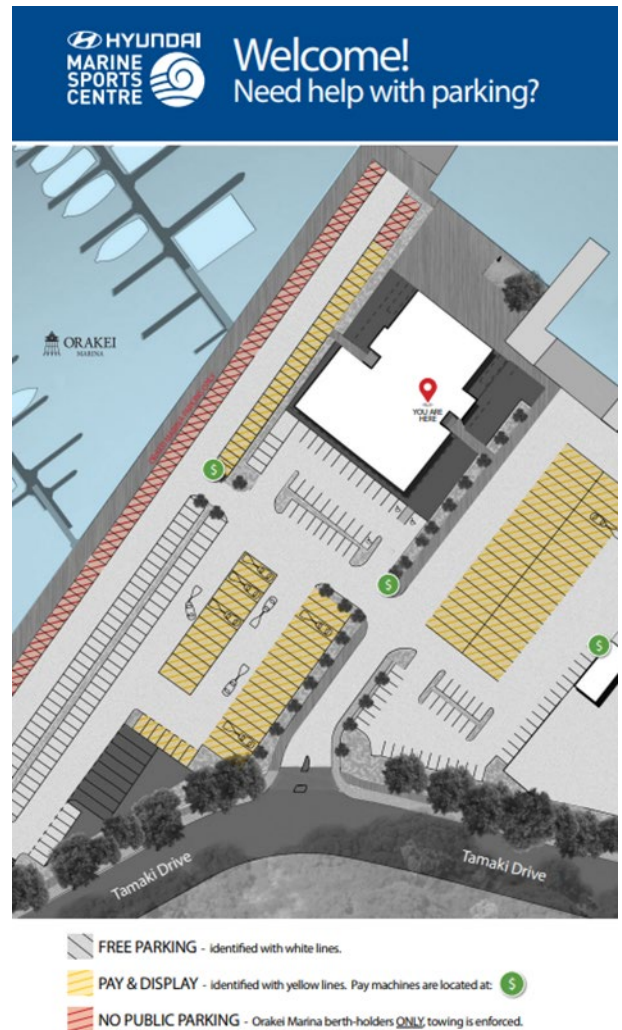 HYUNDAI
MARINE
SPORTS
CENTRE
Welcome!
Need help with parking?
ORAKEI
MARINA
YOU ARE
HERE
$
$
$
Tamaki Drive
Tamaki Drive
FREE PARKING - identified with white lines.
PAY & DISPLAY - identified with yellow lines. Pay machines are located at: $
NO PUBLIC PARKING - Orakei Marina berth-holders ONLY, towing is enforced.